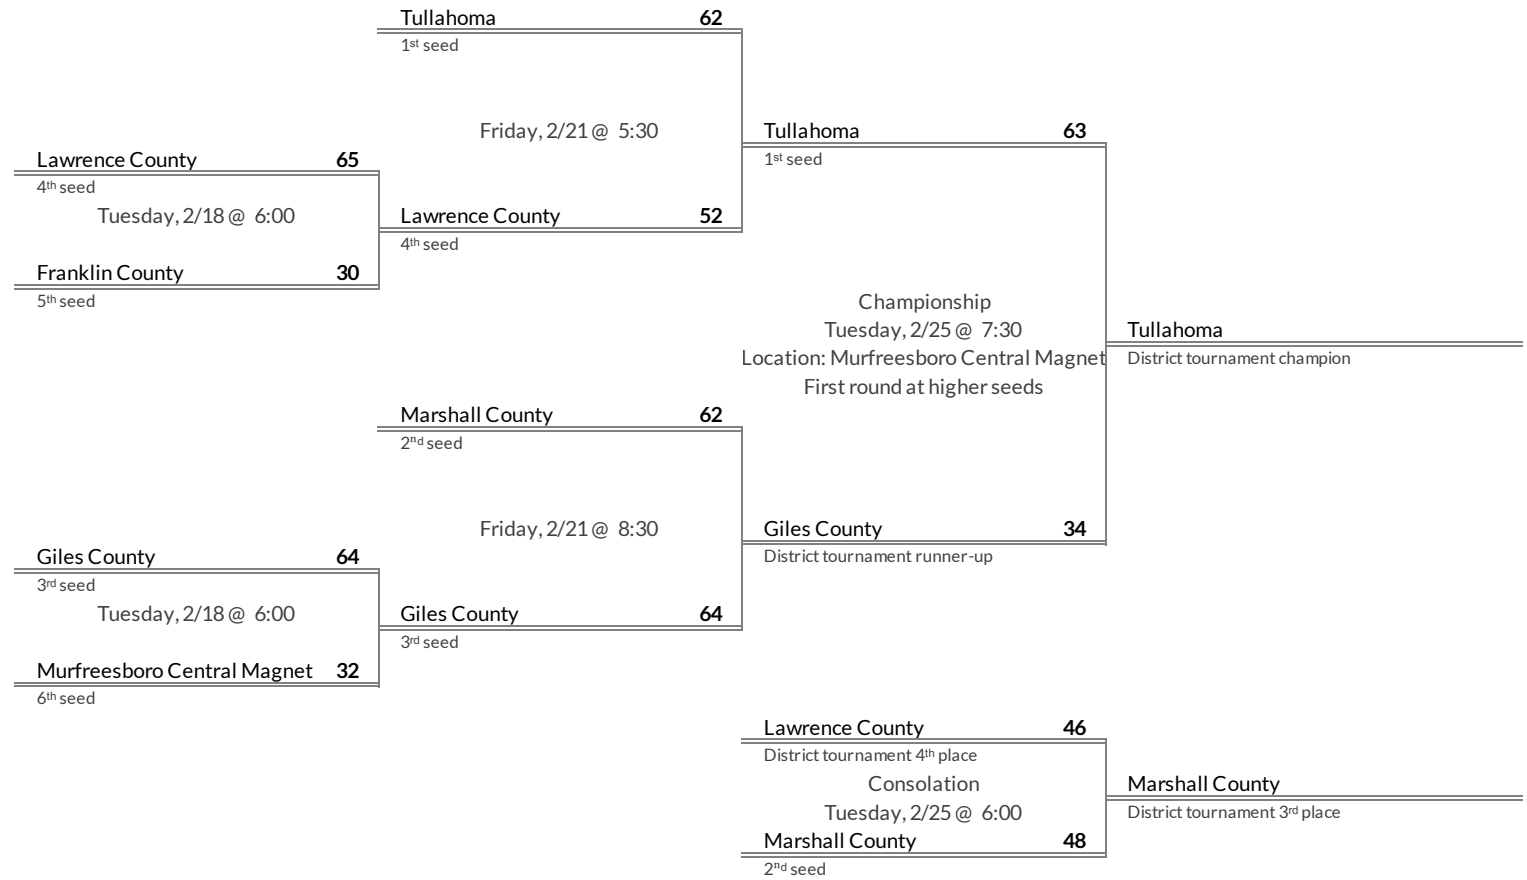 Tullahoma 62
1st seed
Friday, 2/21 @ 5:30
Tullahoma 63
1st seed
Lawrence County 65
4th seed
Tuesday, 2/18 @ 6:00
Lawrence County 52
4th seed
Franklin County 30
5th seed
Championship
Tuesday, 2/25 @ 7:30
Location: Murfreesboro Central Magnet
First round at higher seeds
Tullahoma
District tournament champion
Marshall County 62
2nd seed
Friday, 2/21 @ 8:30
Giles County 34
District tournament runner-up
Giles County 64
3rd seed
Tuesday, 2/18 @ 6:00
Giles County 64
3rd seed
Murfreesboro Central Magnet 32
6th seed
Lawrence County 46
District tournament 4th place
Consolation
Tuesday, 2/25 @ 6:00
Marshall County 48
2nd seed
Marshall County
District tournament 3rd place